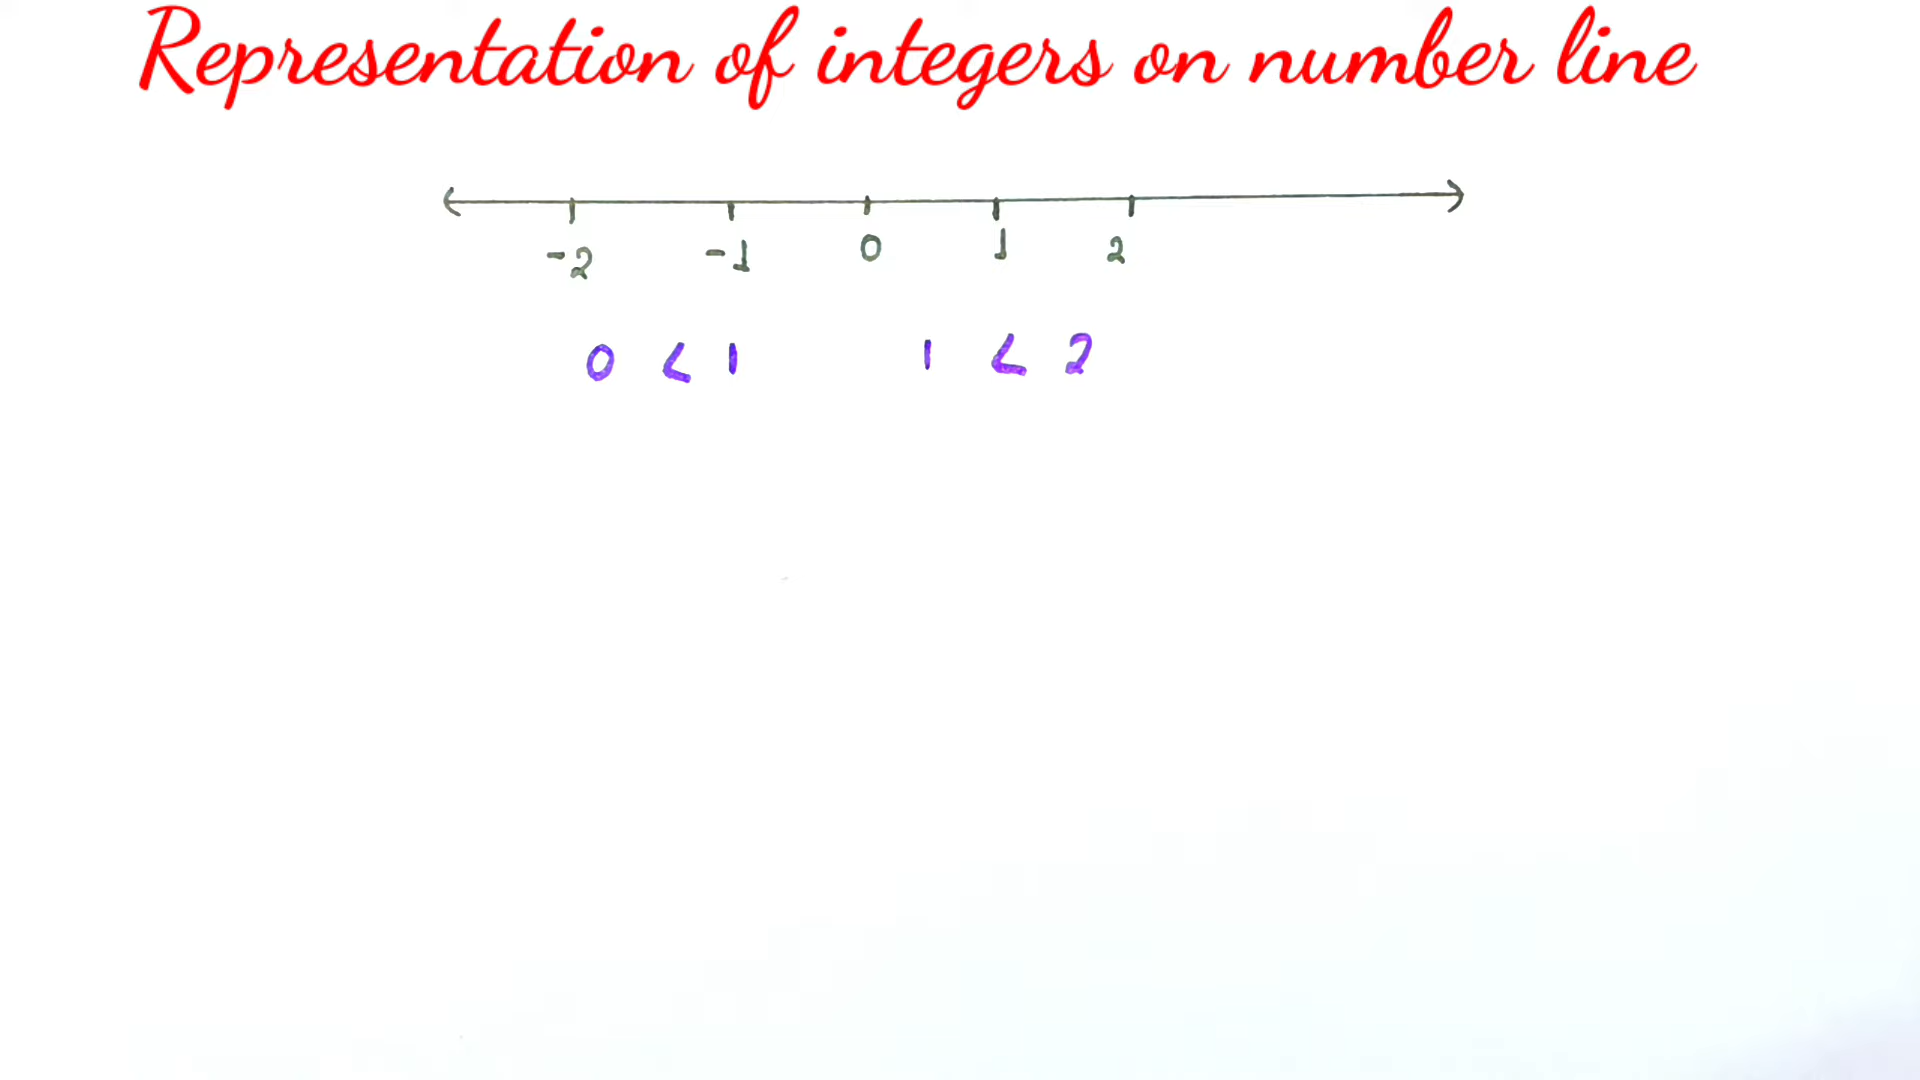 Representation of integers on number line
-2 -1 0 1 2
0 < 1 1 < 2